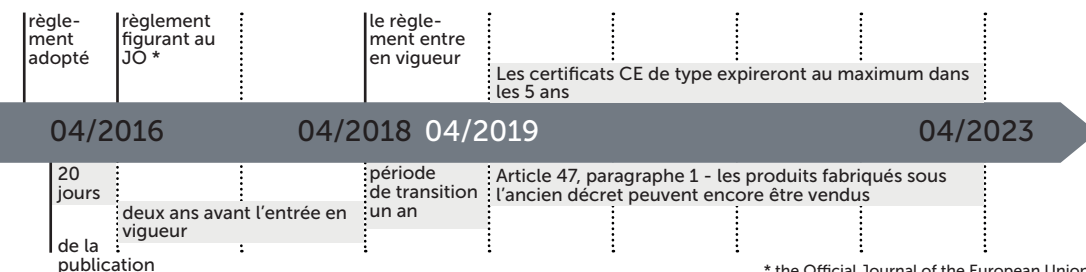 règle-
ment
adopté
règlement
figurant au
JO *
le règle-
ment entre
en vigueur
Les certificats CE de type expireront au maximum dans
les 5 ans
04/2016
04/2018
04/2019
04/2023
20
jours
de la
publication
deux ans avant l'entrée en
vigueur
période
de transition
un an
Article 47, paragraphe 1 - les produits fabriqués sous
l'ancien décret peuvent encore être vendus
* the Official Journal of the European Union